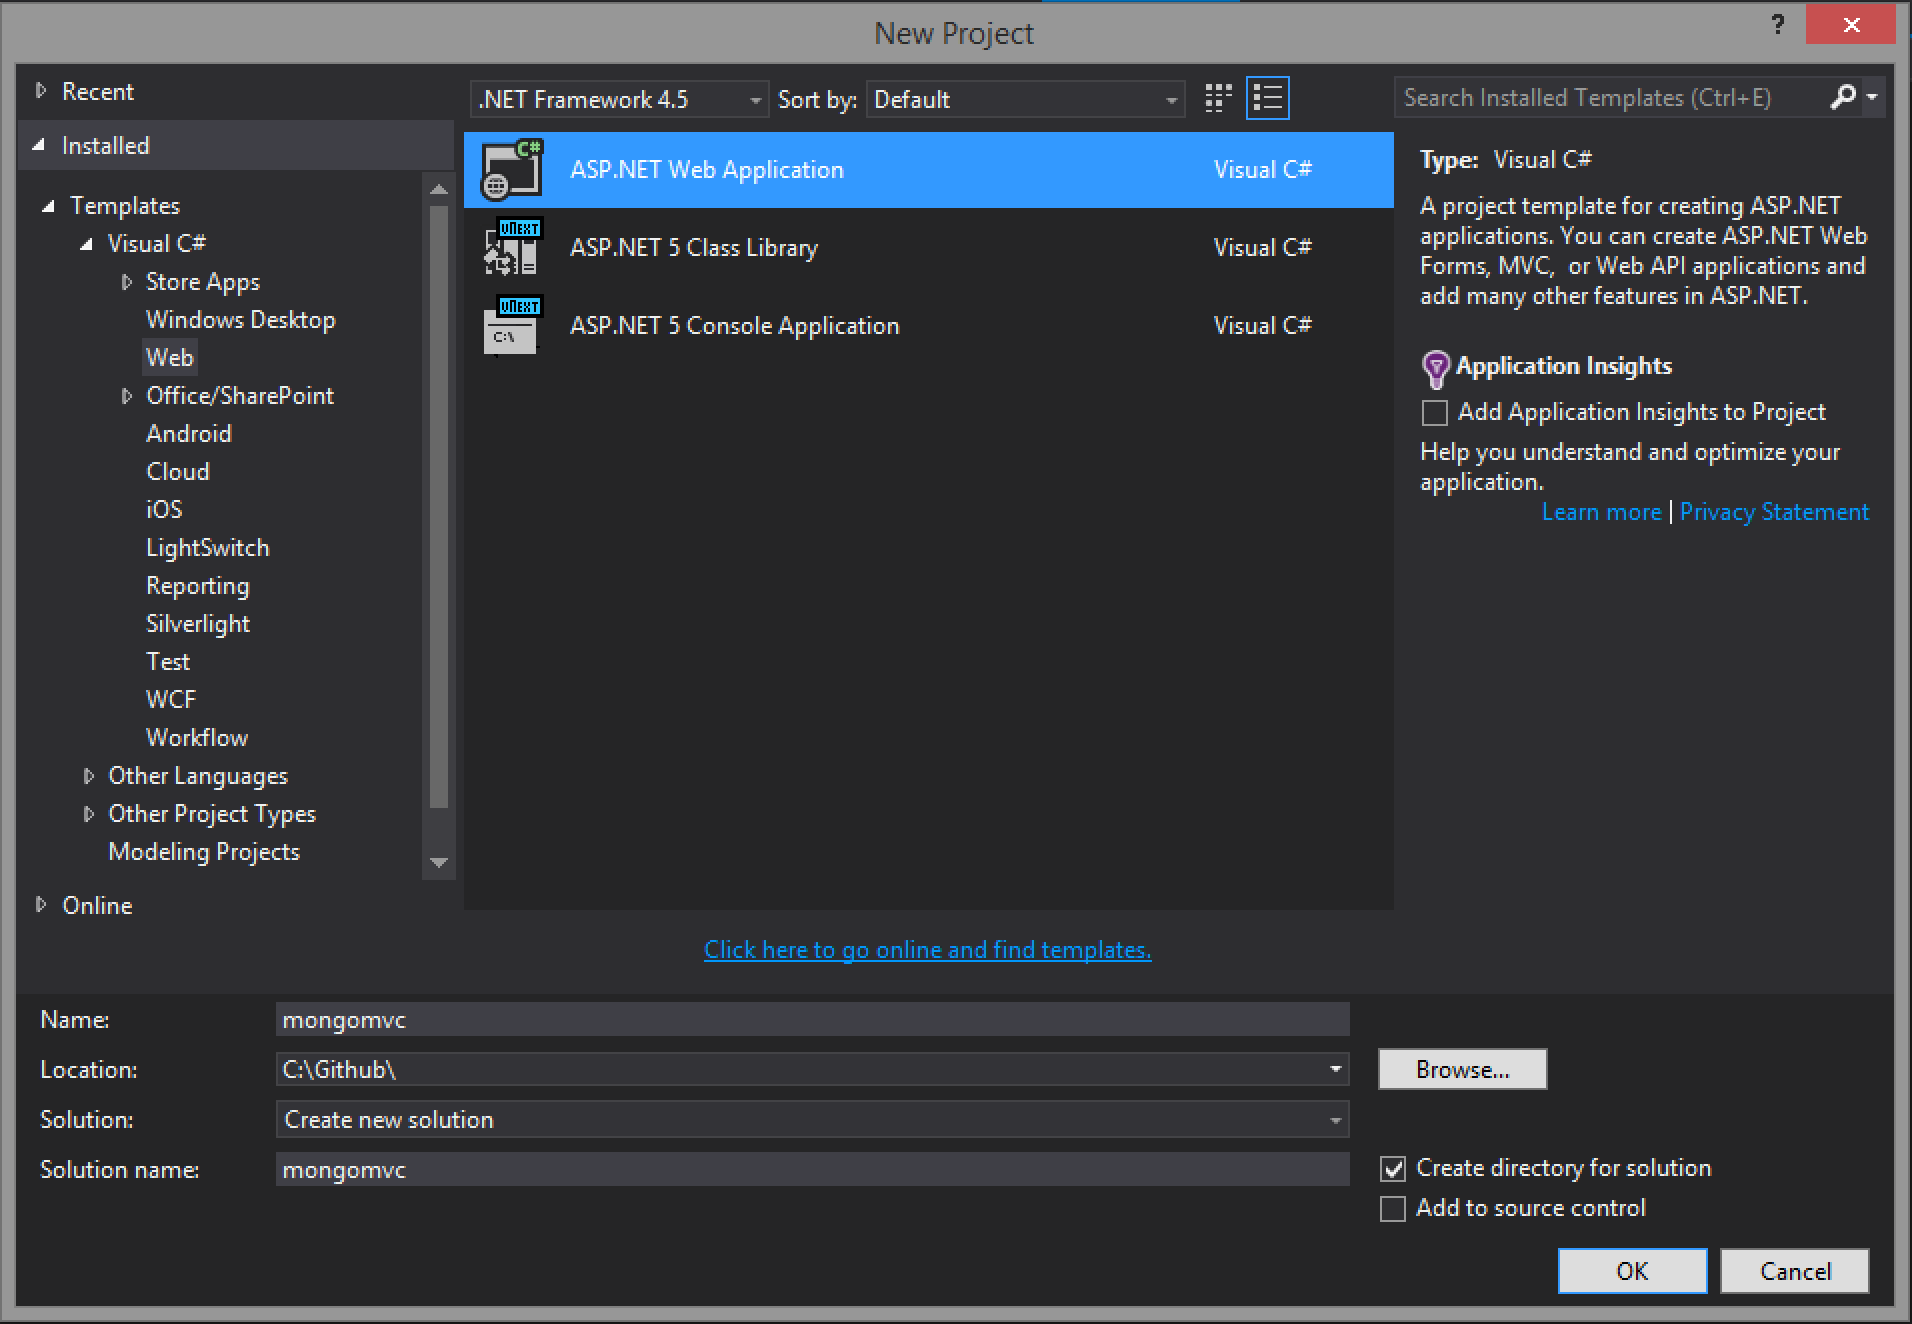 New Project
?
Recent
Installed
Templates
Visual C#
Store Apps
Windows Desktop
Web
Office/SharePoint
Android
Cloud
iOS
LightSwitch
Reporting
Silverlight
Test
WCF
Workflow
Other Languages
Other Project Types
Modeling Projects
Online
.NET Framework 4.5
Sort by:
Default
Search Installed Templates (Ctrl+E)
C#
ASP.NET Web Application
Visual C#
VNEXT
ASP.NET 5 Class Library
Visual C#
VNEXT
C:\
ASP.NET 5 Console Application
Visual C#
Type: Visual C#
A project template for creating ASP.NET
applications. You can create ASP.NET Web
Forms, MVC, or Web API applications and
add many other features in ASP.NET.
Application Insights
Add Application Insights to Project
Help you understand and optimize your
application.
Learn more | Privacy Statement
Click here to go online and find templates.
Name:
mongomvc
Location:
C:\Github\
Browse...
Solution:
Create new solution
Solution name:
mongomvc
Create directory for solution
Add to source control
OK
Cancel